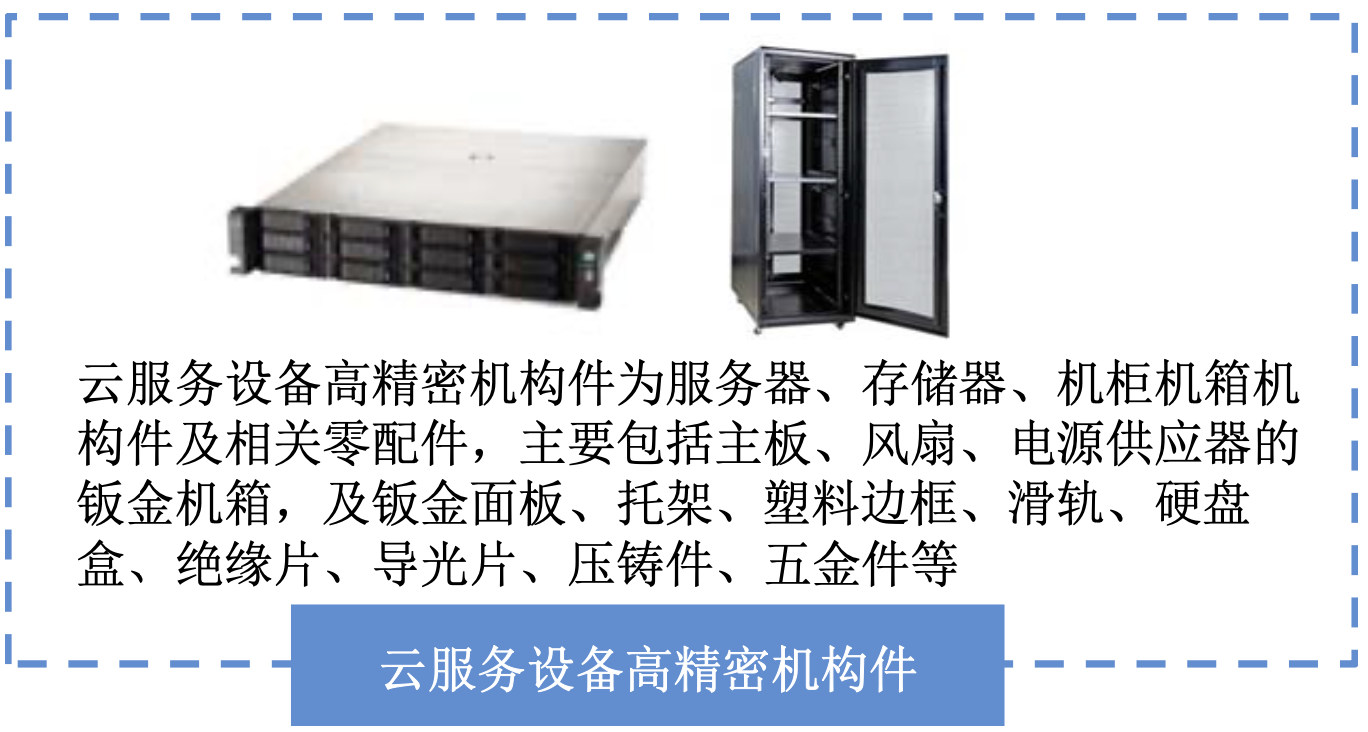 云服务设备高精密机构件为服务器、存储器、机柜机箱机
构件及相关零配件，主要包括主板、风扇、电源供应器的
钣金机箱，及钣金面板、托架、塑料边框、滑轨、硬盘
盒、绝缘片、导光片、压铸件、五金件等
云服务设备高精密机构件